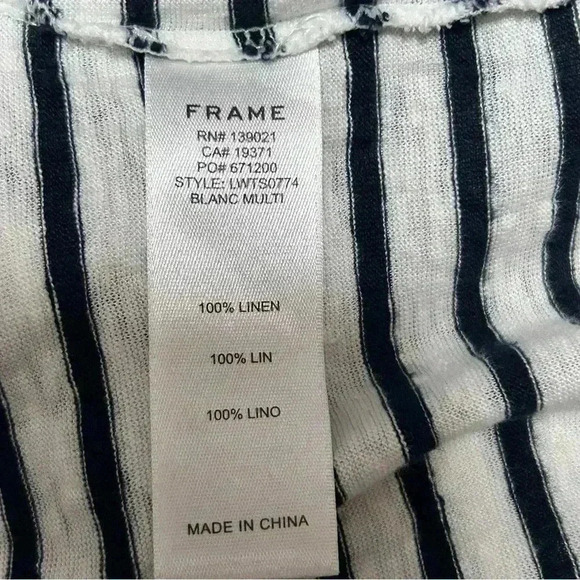 FRAME
RN# 139021
CA# 19371
PO# 671200
STYLE: LWTS0774
BLANC MULTI
100% LINEN
100% LIN
100% LINO
MADE IN CHINA